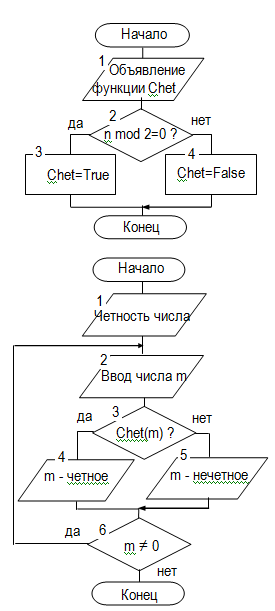 Начало
1
Объявление
функции Chet
2
да
n mod 2=0 ?
нет
3
Chet=True
4
Chet=False
Конец
Начало
1
Четность числа
2
Ввод числа m
3
да
Chet(m) ?
нет
4
m - четное
5
m - нечетное
6
да
m ≠ 0
нет
Конец